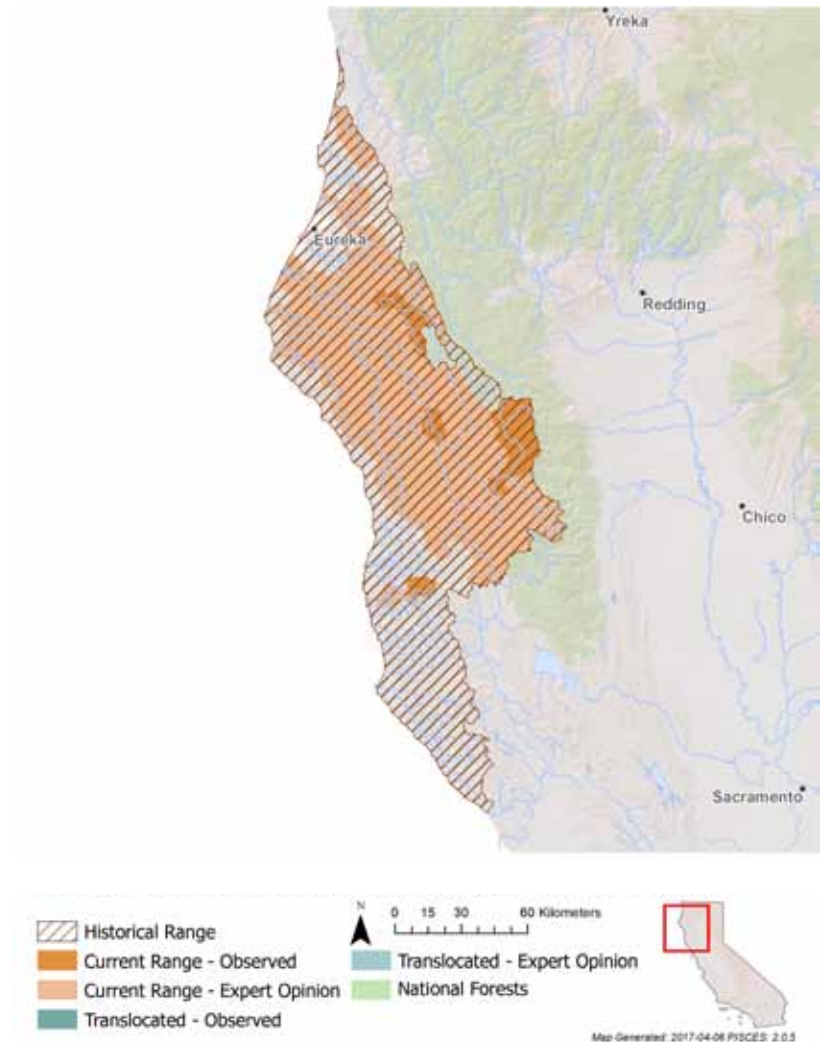 Yreka
Eureka
Redding
Chico
Sacramento
N
0 15 30 60 Kilometers
Historical Range
Current Range - Observed
Current Range - Expert Opinion
Translocated - Observed
Translocated - Expert Opinion
National Forests
Map Generated: 2017-04-06 PISCES: 2.0.5